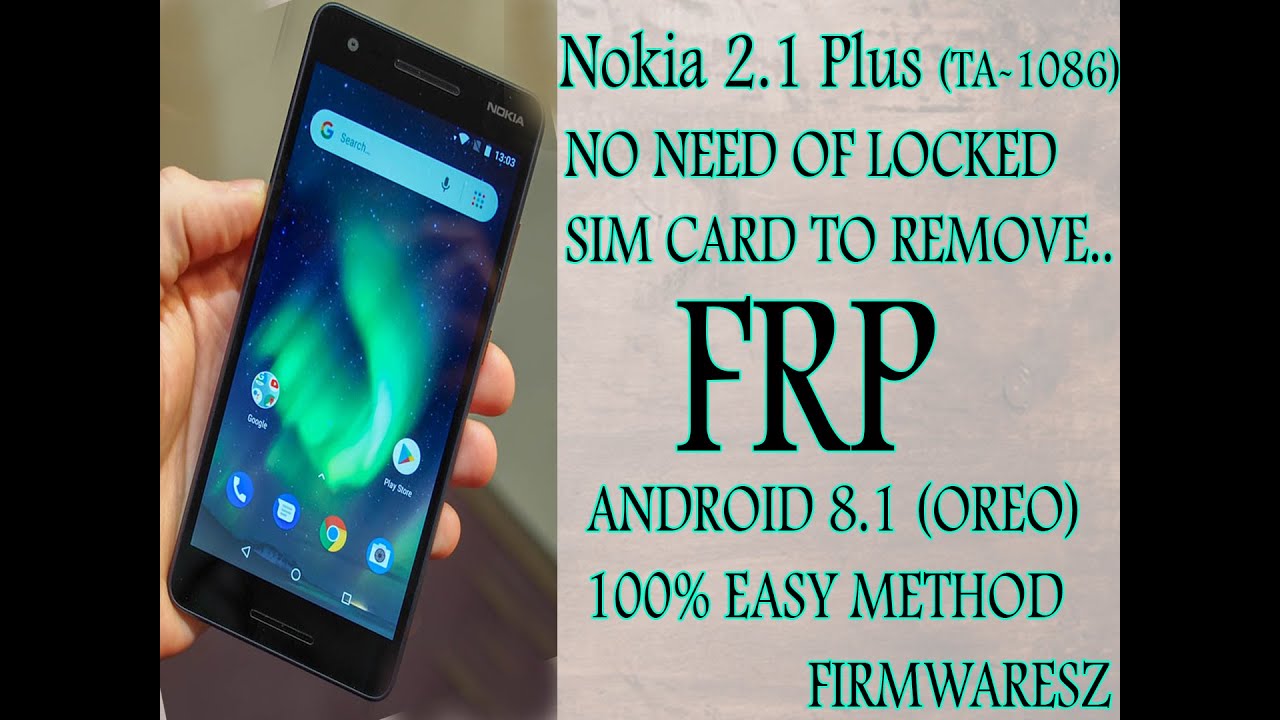 Nokia 2.1 Plus (TA-1086)
NO NEED OF LOCKED
SIM CARD TO REMOVE..
FRP
ANDROID 8.1 (OREO)
100% EASY METHOD
FIRMWARESZ
NOKIA
13:03
Search...
Google
Play Store